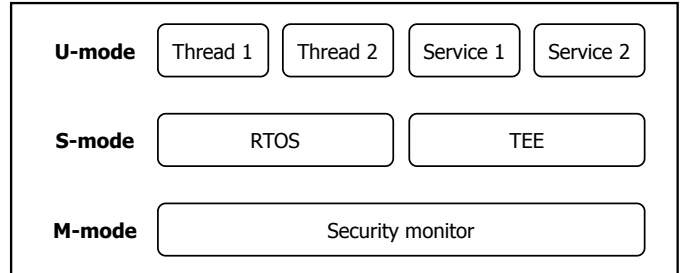 U-mode Thread 1 Thread 2 Service 1 Service 2
S-mode RTOS TEE
M-mode Security monitor